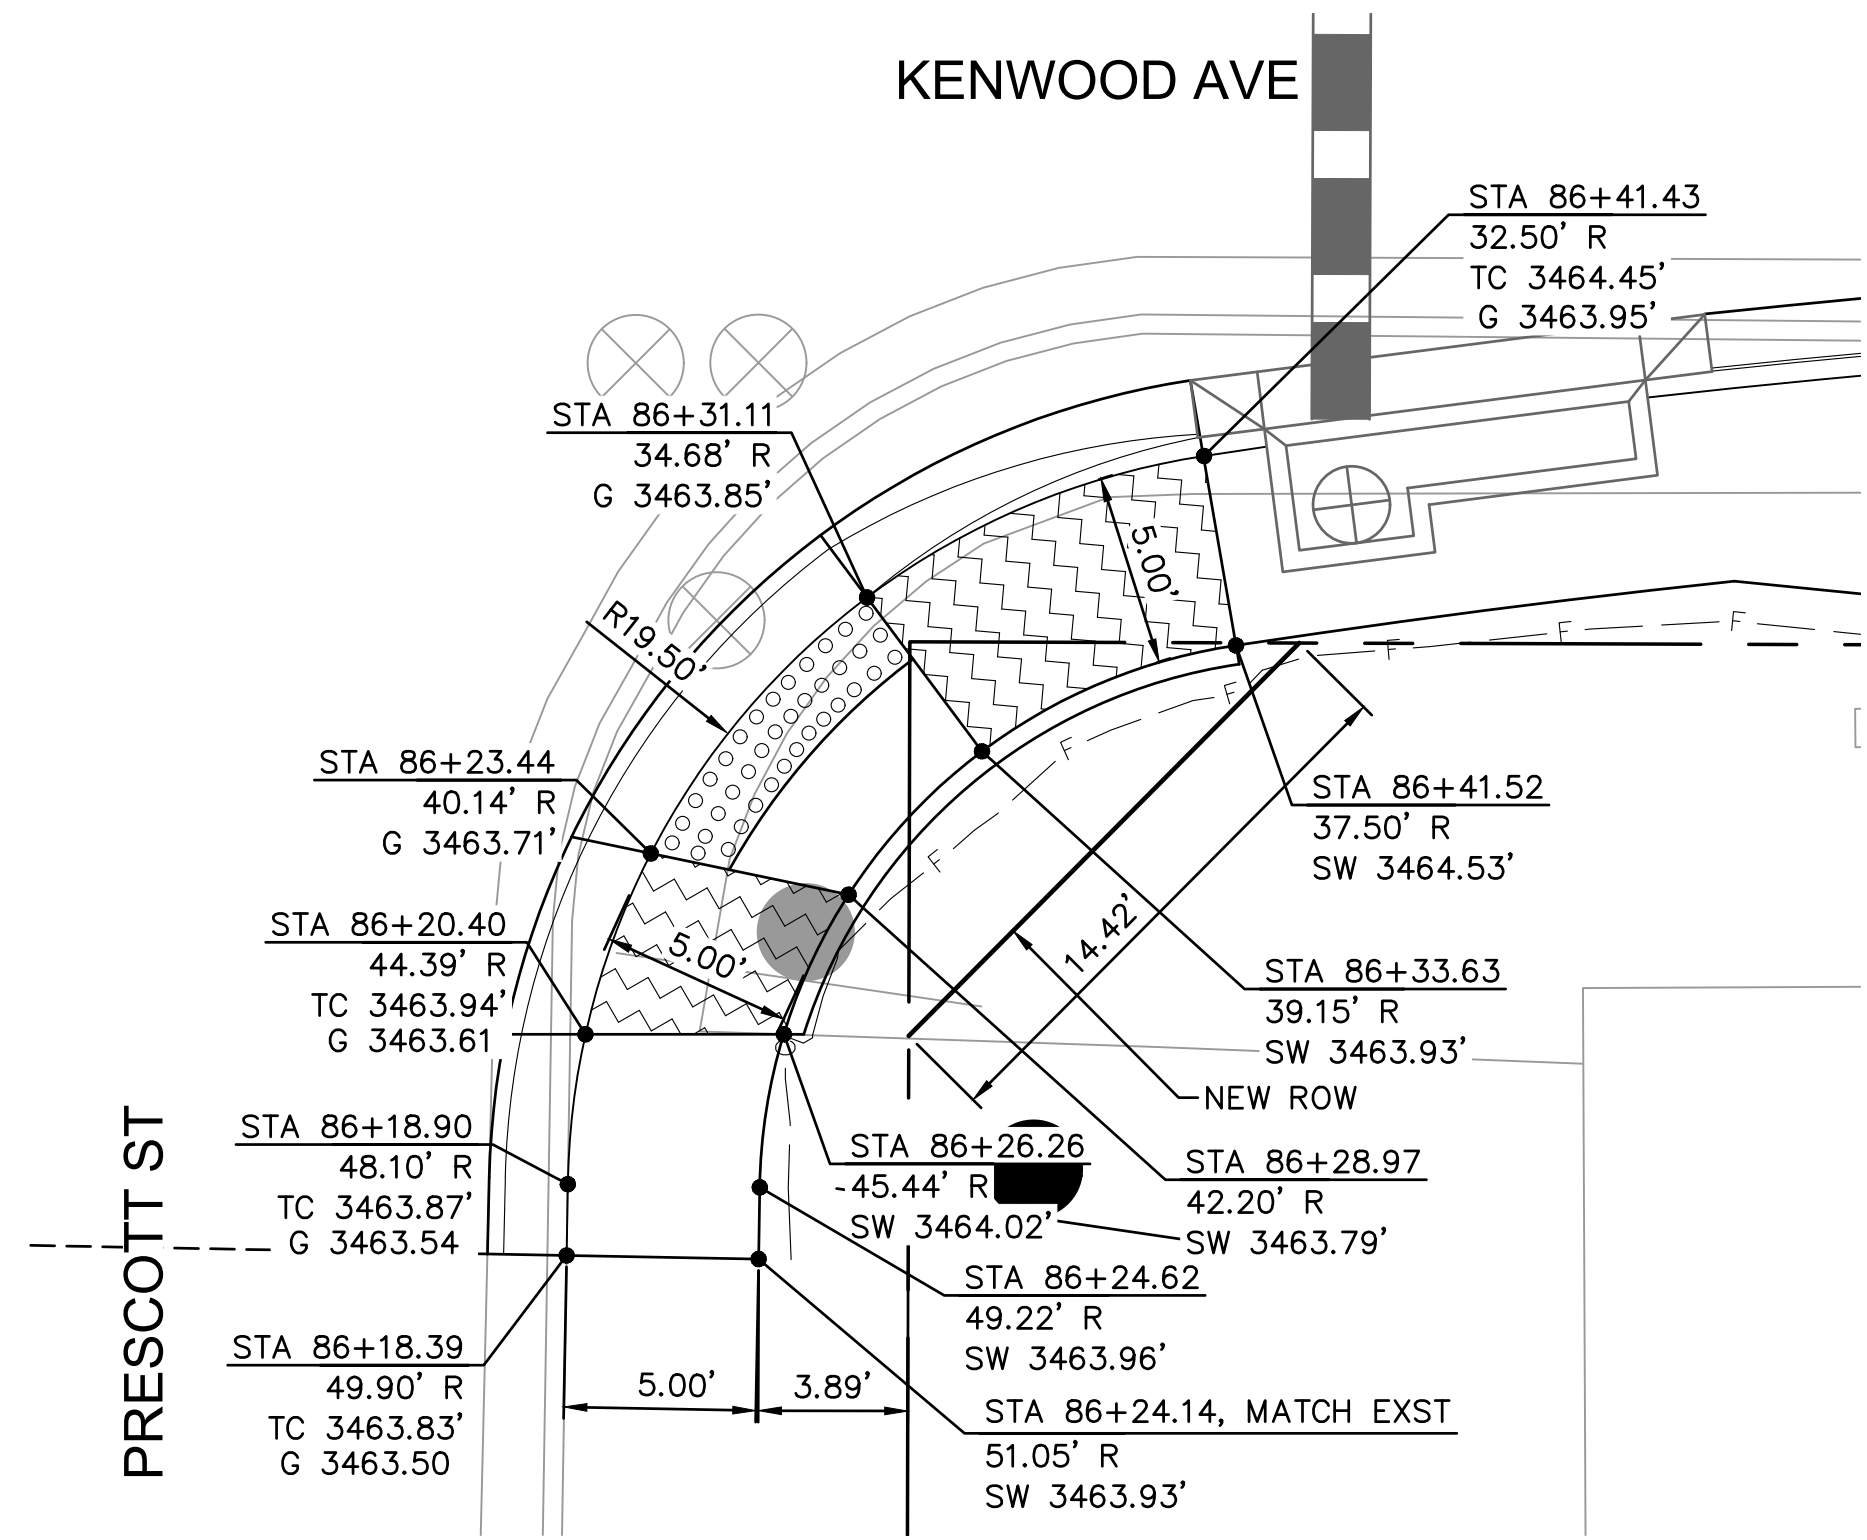 KENWOOD AVE
STA 86+41.43
32.50' R
TC 3464.45'
G 3463.95'
STA 86+31.11
34.68' R
G 3463.85'
5.00'
R19.50'
STA 86+23.44
40.14' R
G 3463.71'
STA 86+41.52
37.50' R
SW 3464.53'
STA 86+20.40
44.39' R
TC 3463.94'
G 3463.61
5.00'
14.42'
STA 86+33.63
39.15' R
SW 3463.93'
NEW ROW
PRESCOTT ST
STA 86+18.90
48.10' R
TC 3463.87'
G 3463.54
STA 86+26.26
45.44' R
SW 3464.02'
STA 86+28.97
42.20' R
SW 3463.79'
STA 86+24.62
49.22' R
SW 3463.96'
STA 86+18.39
49.90' R
TC 3463.83'
G 3463.50
5.00'
3.89'
STA 86+24.14, MATCH EXST
51.05' R
SW 3463.93'
F
F
F
F
F
F